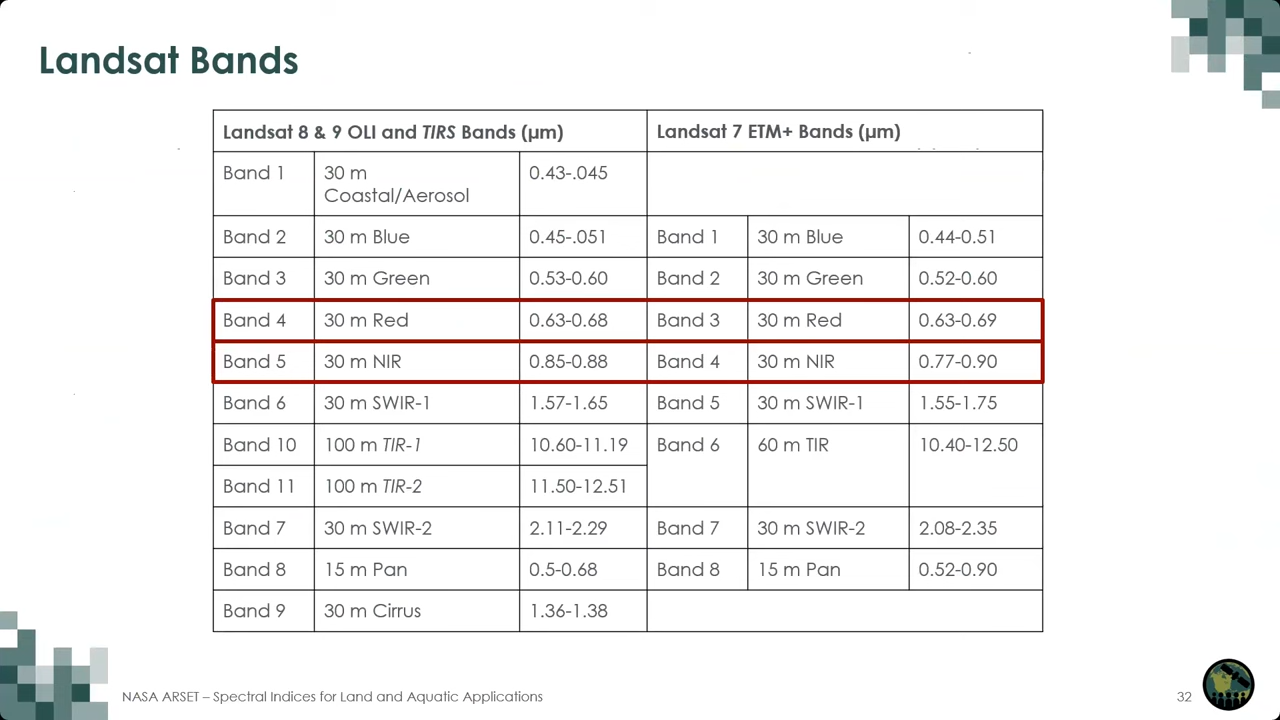 Landsat Bands
Landsat 8 & 9 OLI and TIRS Bands (µm) Landsat 7 ETM+ Bands (µm)
Band 1 30 m Coastal/Aerosol 0.43-.045
Band 2 30 m Blue 0.45-.051 Band 1 30 m Blue 0.44-0.51
Band 3 30 m Green 0.53-0.60 Band 2 30 m Green 0.52-0.60
Band 4 30 m Red 0.63-0.68 Band 3 30 m Red 0.63-0.69
Band 5 30 m NIR 0.85-0.88 Band 4 30 m NIR 0.77-0.90
Band 6 30 m SWIR-1 1.57-1.65 Band 5 30 m SWIR-1 1.55-1.75
Band 10 100 m TIR-1 10.60-11.19 Band 6 60 m TIR 10.40-12.50
Band 11 100 m TIR-2 11.50-12.51
Band 7 30 m SWIR-2 2.11-2.29 Band 7 30 m SWIR-2 2.08-2.35
Band 8 15 m Pan 0.5-0.68 Band 8 15 m Pan 0.52-0.90
Band 9 30 m Cirrus 1.36-1.38
NASA ARSET – Spectral Indices for Land and Aquatic Applications 32